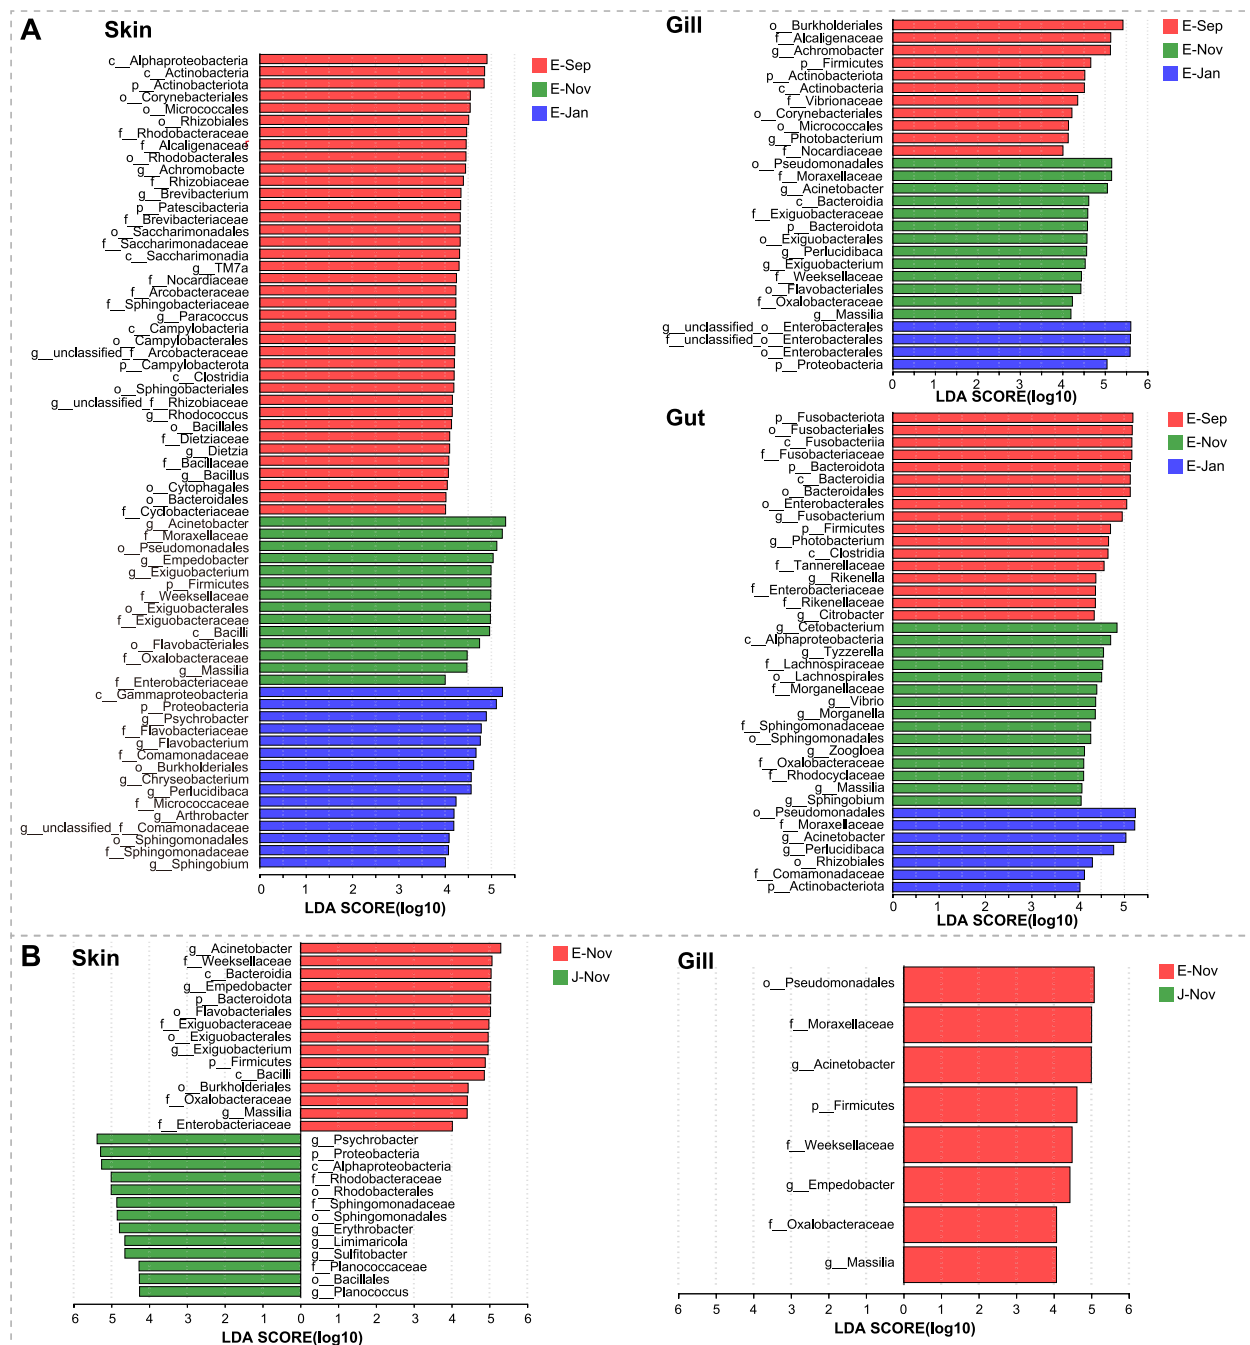 A
Skin
c__Alphaproteobacteria
c__Actinobacteria
p__Actinobacteriota
o__Corynebacteriales
o__Micrococcales
o__Rhizobiales
f__Rhodobacteraceae
f__Alcaligenaceae
o__Rhodobacterales
g__Achromobacte
f__Rhizobiaceae
g__Brevibacterium
p__Patescibacteria
f__Brevibacteriaceae
o__Saccharimonadales
f__Saccharimonadaceae
c__Saccharimonadia
g__TM7a
f__Nocardiaceae
f__Arcobacteraceae
f__Sphingobacteriaceae
g__Paracoccus
c__Campylobacteria
o__Campylobacterales
g__unclassified_f__Arcobacteraceae
p__Campylobacterota
c__Clostridia
o__Sphingobacteriales
g__unclassified_f__Rhizobiaceae
g__Rhodococcus
o__Bacillales
f__Dietziaceae
g__Dietzia
f__Bacillaceae
g__Bacillus
o__Cytophagales
o__Bacteroidales
f__Cyclobacteriaceae
g__Acinetobacter
f__Moraxellaceae
o__Pseudomonadales
g__Empedobacter
g__Exiguobacterium
p__Firmicutes
f__Weeksellaceae
o__Exiguobacterales
f__Exiguobacteraceae
c__Bacilli
o__Flavobacteriales
f__Oxalobacteraceae
g__Massilia
f__Enterobacteriaceae
c__Gammaproteobacteria
p__Proteobacteria
g__Psychrobacter
f__Flavobacteriaceae
g__Flavobacterium
f__Comamonadaceae
o__Burkholderiales
g__Chryseobacterium
g__Perlucidibaca
f__Micrococcaceae
g__Arthrobacter
g__unclassified_f__Comamonadaceae
o__Sphingomonadales
f__Sphingomonadaceae
g__Sphingobium
0 1 2 3 4 5
LDA SCORE(log10)
E-Sep
E-Nov
E-Jan
Gill
o__Burkholderiales
f__Alcaligenaceae
g__Achromobacter
p__Firmicutes
p__Actinobacteriota
c__Actinobacteria
f__Vibrionaceae
o__Corynebacteriales
o__Micrococcales
g__Photobacterium
f__Nocardiaceae
o__Pseudomonadales
f__Moraxellaceae
g__Acinetobacter
c__Bacteroidia
f__Exiguobacteraceae
p__Bacteroidota
o__Exiguobacterales
g__Perlucidibaca
g__Exiguobacterium
f__Weeksellaceae
o__Flavobacteriales
f__Oxalobacteraceae
g__Massilia
g__unclassified_o__Enterobacterales
f__unclassified_o__Enterobacterales
o__Enterobacterales
p__Proteobacteria
0 1 2 3 4 5 6
LDA SCORE(log10)
E-Sep
E-Nov
E-Jan
Gut
p__Fusobacteriota
o__Fusobacteriales
c__Fusobacteriia
f__Fusobacteriaceae
p__Bacteroidota
c__Bacteroidia
o__Bacteroidales
o__Enterobacterales
g__Fusobacterium
p__Firmicutes
g__Photobacterium
c__Clostridia
f__Tannerellaceae
g__Rikenella
f__Enterobacteriaceae
f__Rikenellaceae
g__Citrobacter
g__Cetobacterium
c__Alphaproteobacteria
g__Tyzzerella
f__Lachnospiraceae
o__Lachnospirales
f__Morganellaceae
g__Vibrio
g__Morganella
f__Sphingomonadaceae
o__Sphingomonadales
g__Zoogloea
f__Oxalobacteraceae
f__Rhodocyclaceae
g__Massilia
g__Sphingobium
o__Pseudomonadales
f__Moraxellaceae
g__Acinetobacter
g__Perlucidibaca
o__Rhizobiales
f__Comamonadaceae
p__Actinobacteriota
0 1 2 3 4 5
LDA SCORE(log10)
E-Sep
E-Nov
E-Jan
B
Skin
g__Acinetobacter
f__Weeksellaceae
c__Bacteroidia
g__Empedobacter
p__Bacteroidota
o__Flavobacteriales
f__Exiguobacteraceae
o__Exiguobacterales
g__Exiguobacterium
p__Firmicutes
c__Bacilli
o__Burkholderiales
f__Oxalobacteraceae
g__Massilia
f__Enterobacteriaceae
g__Psychrobacter
p__Proteobacteria
c__Alphaproteobacteria
f__Rhodobacteraceae
o__Rhodobacterales
f__Sphingomonadaceae
o__Sphingomonadales
g__Erythrobacter
g__Limimaricola
g__Sulfitobacter
f__Planococcaceae
o__Bacillales
g__Planococcus
6 5 4 3 2 1 0 1 2 3 4 5 6
LDA SCORE(log10)
E-Nov
J-Nov
Gill
o__Pseudomonadales
f__Moraxellaceae
g__Acinetobacter
p__Firmicutes
f__Weeksellaceae
g__Empedobacter
f__Oxalobacteraceae
g__Massilia
6 5 4 3 2 1 0 1 2 3 4 5 6
LDA SCORE(log10)
E-Nov
J-Nov